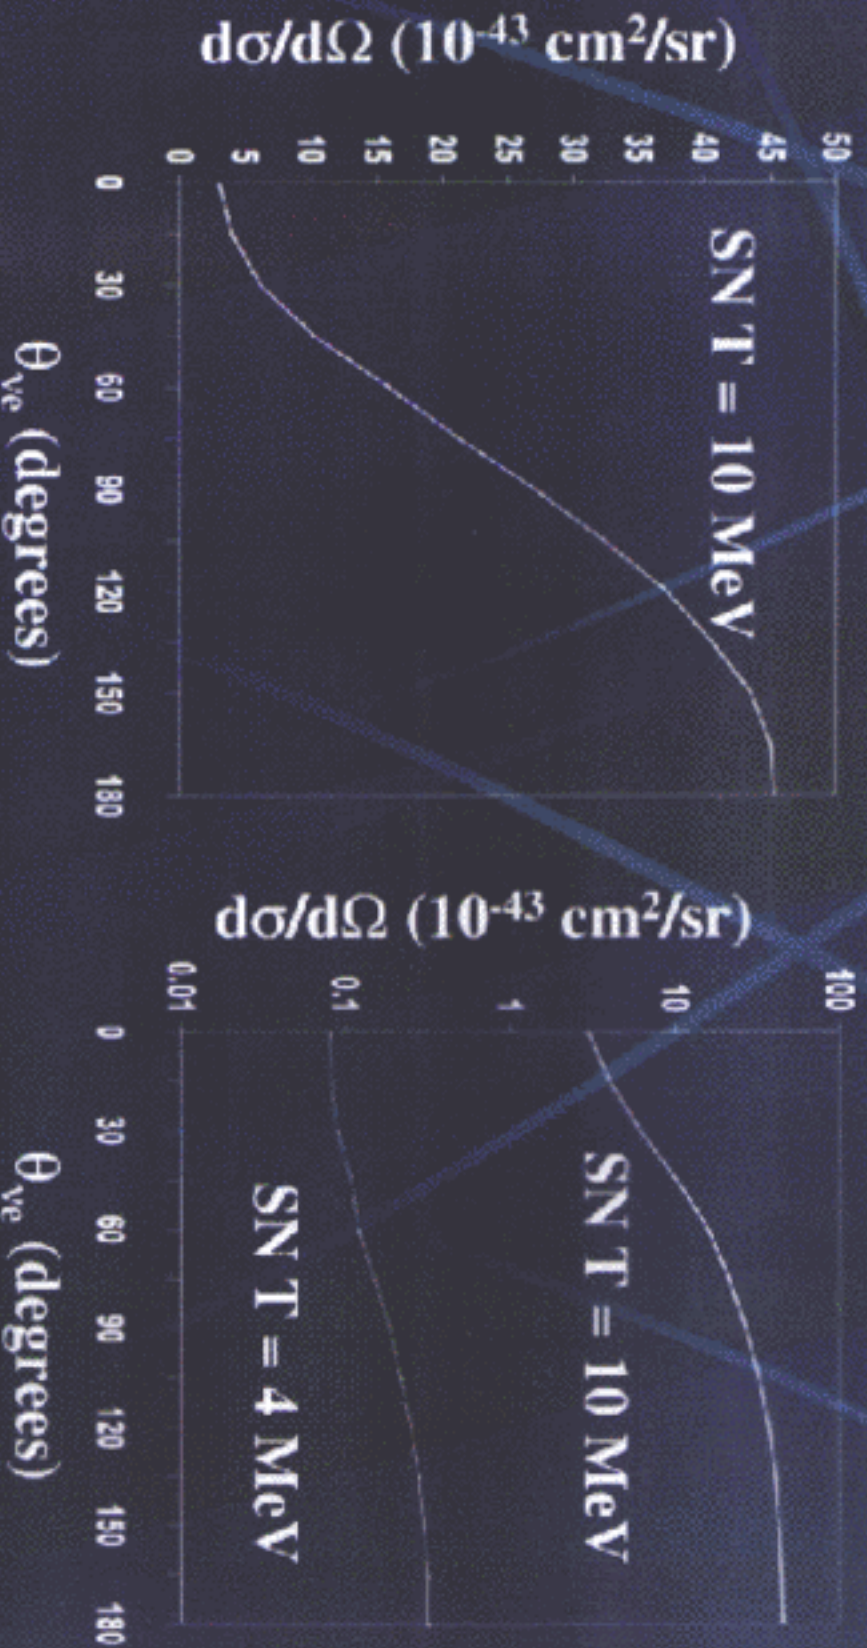 dσ/dΩ (10⁻⁴³ cm²/sr)
50
45
40
35
30
25
20
15
10
5
0
SN T = 10 MeV
0 30 60 90 120 150 180
θνe (degrees)
dσ/dΩ (10⁻⁴³ cm²/sr)
100
10
1
0.1
0.01
SN T = 10 MeV
SN T = 4 MeV
0 30 60 90 120 150 180
θνe (degrees)